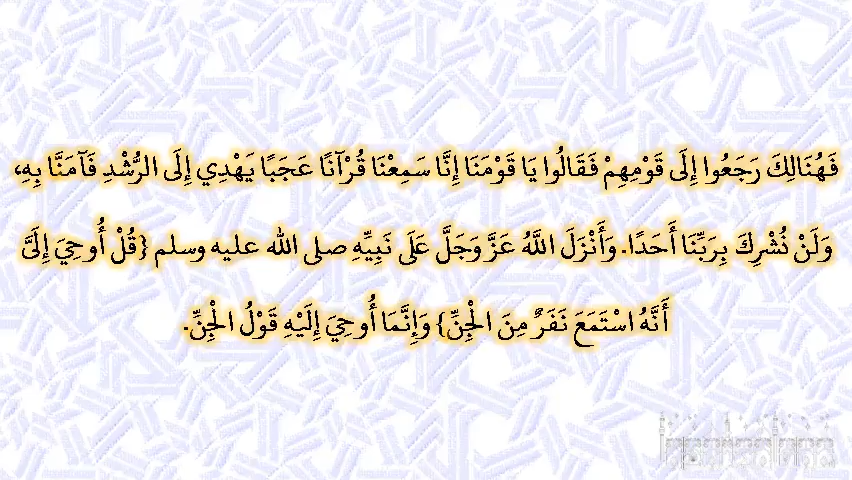 فَهُنَالِكَ رَجَعُوا إِلَى قَوْمِهِمْ فَقَالُوا يَا قَوْمَنَا إِنَّا سَمِعْنَا قُرْآنًا عَجَبًا يَهْدِي إِلَى الرُّشْدِ فَآمَنَّا بِهِ،
وَلَنْ نُشْرِكَ بِرَبِّنَا أَحَدًا. وَأَنْزَلَ اللَّهُ عَزَّ وَجَلَّ عَلَى نَبِيِّهِ صلى الله عليه وسلم {قُلْ أُوحِيَ إِلَىَّ
أَنَّهُ اسْتَمَعَ نَفَرٌ مِنَ الْجِنِّ} وَإِنَّمَا أُوحِيَ إِلَيْهِ قَوْلُ الْجِنِّ.